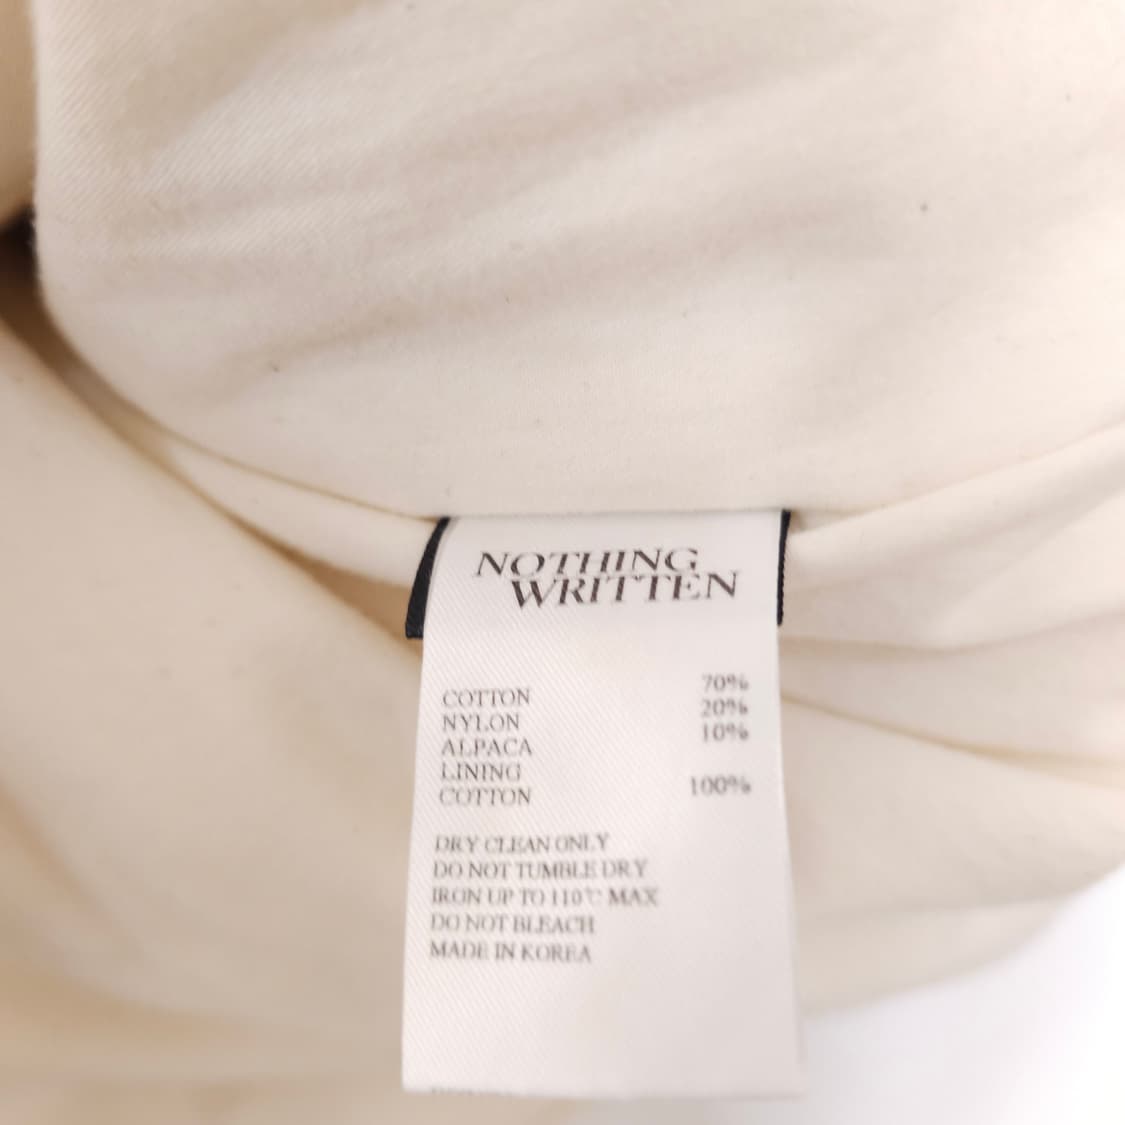 NOTHING
WRITTEN
COTTON 70%
NYLON 20%
ALPACA 10%
LINING
COTTON 100%
DRY CLEAN ONLY
DO NOT TUMBLE DRY
IRON UP TO 110℃ MAX
DO NOT BLEACH
MADE IN KOREA